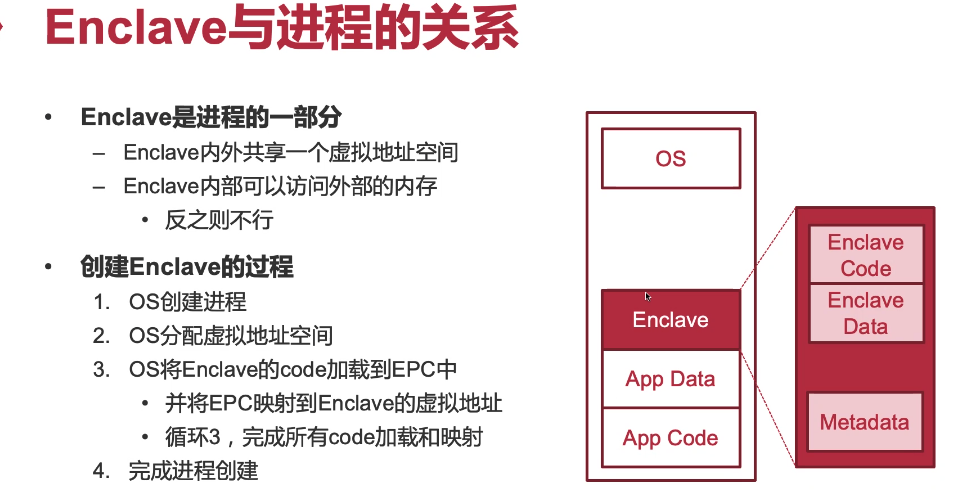 Enclave与进程的关系
• Enclave是进程的一部分
– Enclave内外共享一个虚拟地址空间
– Enclave内部可以访问外部的内存
• 反之则不行
• 创建Enclave的过程
1. OS创建进程
2. OS分配虚拟地址空间
3. OS将Enclave的code加载到EPC中
• 并将EPC映射到Enclave的虚拟地址
• 循环3，完成所有code加载和映射
4. 完成进程创建
OS
Enclave
App Data
App Code
Enclave
Code
Enclave
Data
Metadata